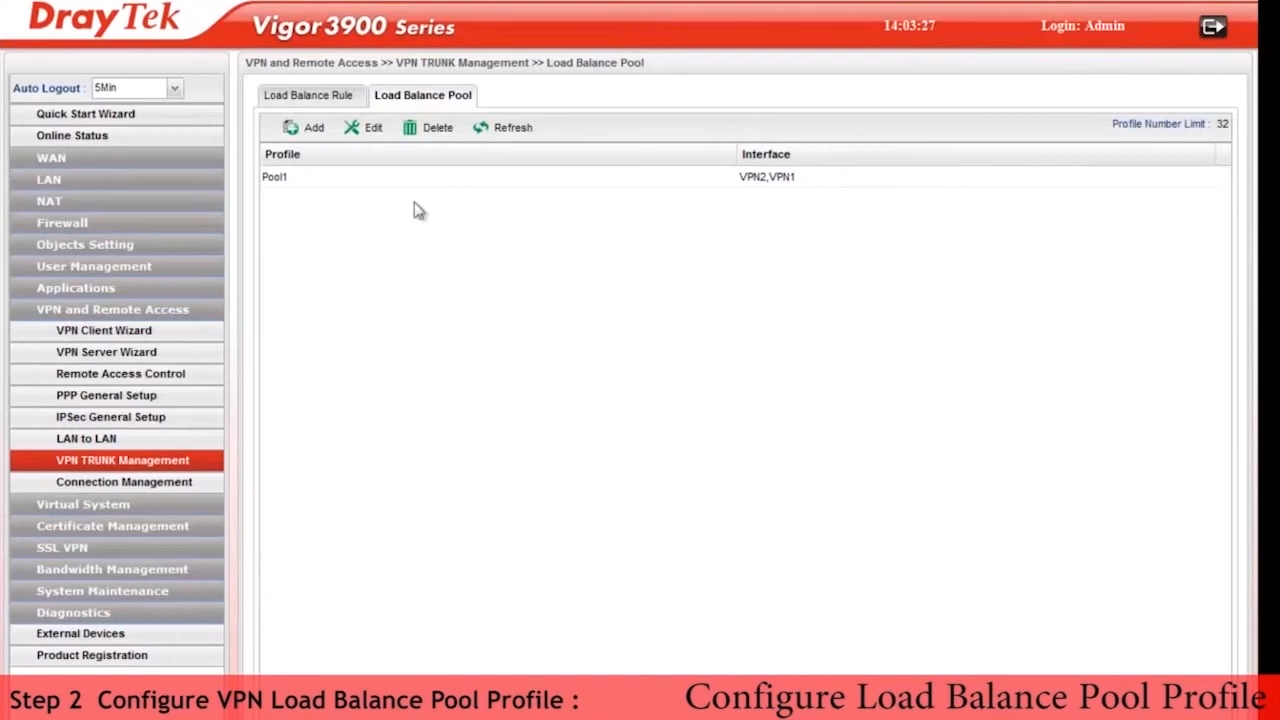 DrayTek
Vigor3900 Series
14:03:27
Login: Admin
Auto Logout : 5Min
Quick Start Wizard
Online Status
WAN
LAN
NAT
Firewall
Objects Setting
User Management
Applications
VPN and Remote Access
VPN Client Wizard
VPN Server Wizard
Remote Access Control
PPP General Setup
IPSec General Setup
LAN to LAN
VPN TRUNK Management
Connection Management
Virtual System
Certificate Management
SSL VPN
Bandwidth Management
System Maintenance
Diagnostics
External Devices
Product Registration
VPN and Remote Access >> VPN TRUNK Management >> Load Balance Pool
Load Balance Rule
Load Balance Pool
Add Edit Delete Refresh
Profile Number Limit : 32
Profile Interface
Pool1 VPN2,VPN1
Step 2 Configure VPN Load Balance Pool Profile :
Configure Load Balance Pool Profile